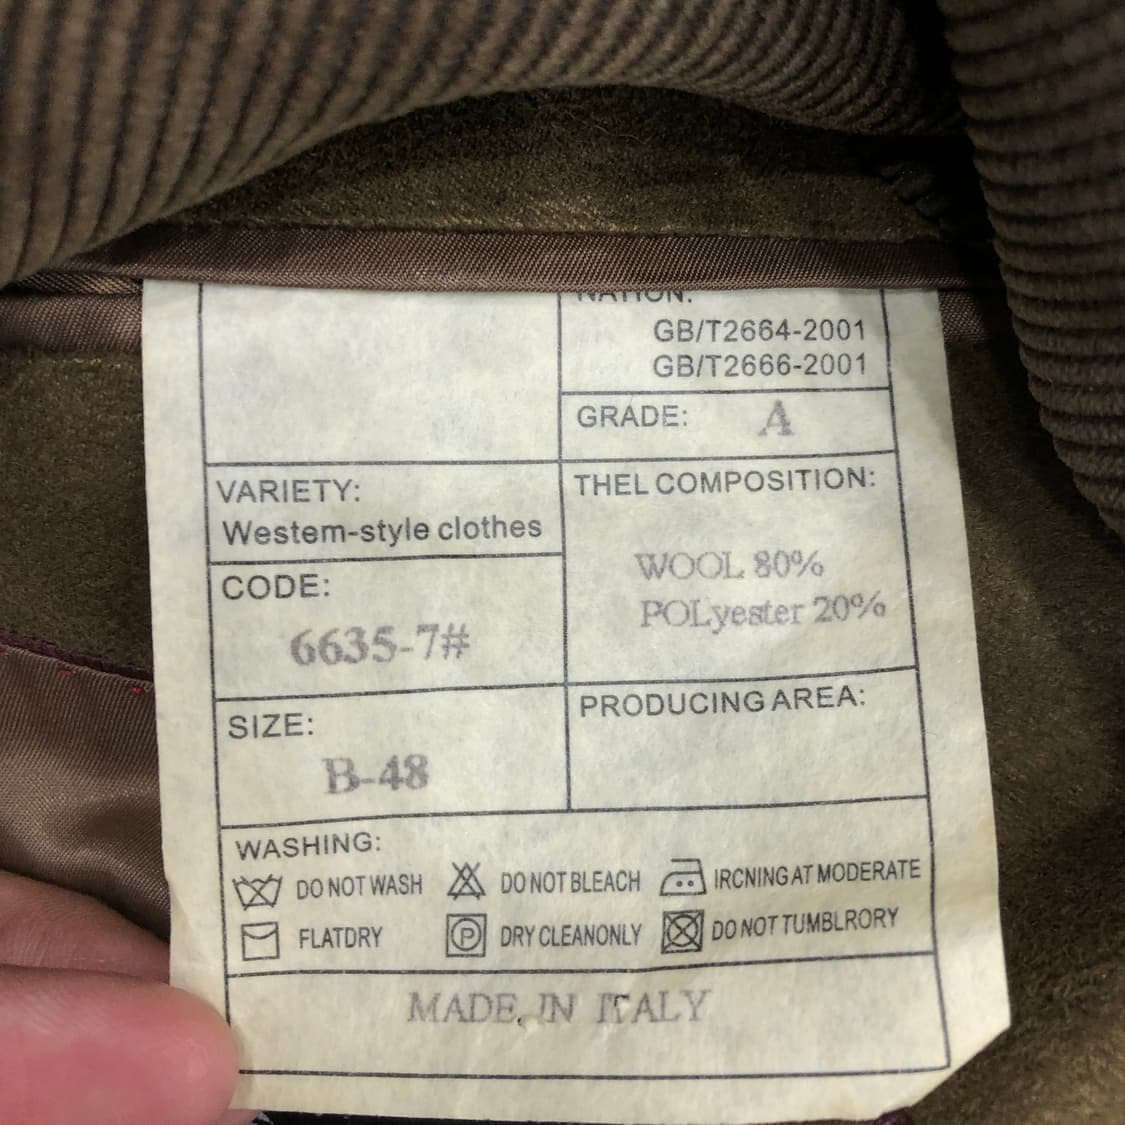 NATION:
GB/T2664-2001
GB/T2666-2001
GRADE: A
VARIETY:
Westem-style clothes
THEL COMPOSITION:
WOOL 80%
POLyester 20%
CODE:
6635-7#
SIZE:
B-48
PRODUCING AREA:
WASHING:
DO NOT WASH DO NOT BLEACH IRCNING AT MODERATE
FLATDRY P DRY CLEANONLY DO NOT TUMBLRORY
MADE IN ITALY